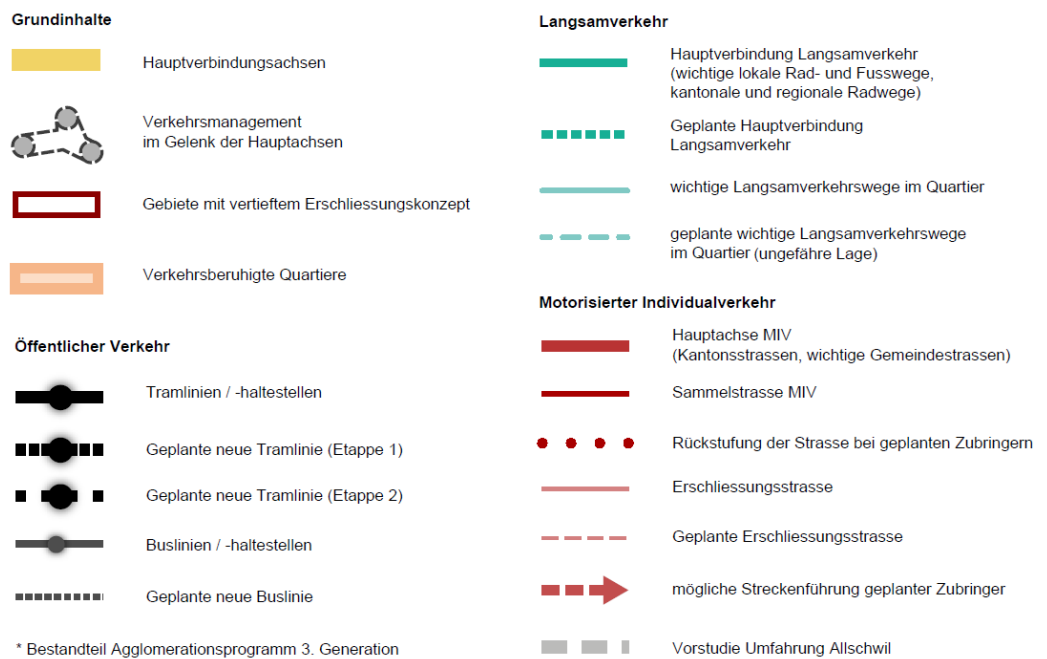 Grundinhalte
Hauptverbindungsachsen
Verkehrsmanagement
im Gelenk der Hauptachsen
Gebiete mit vertieftem Erschliessungskonzept
Verkehrsberuhigte Quartiere
Öffentlicher Verkehr
Tramlinien / -haltestellen
Geplante neue Tramlinie (Etappe 1)
Geplante neue Tramlinie (Etappe 2)
Buslinien / -haltestellen
Geplante neue Buslinie
* Bestandteil Agglomerationsprogramm 3. Generation
Langsamverkehr
Hauptverbindung Langsamverkehr
(wichtige lokale Rad- und Fusswege,
kantonale und regionale Radwege)
Geplante Hauptverbindung
Langsamverkehr
wichtige Langsamverkehrswege im Quartier
geplante wichtige Langsamverkehrswege
im Quartier (ungefähre Lage)
Motorisierter Individualverkehr
Hauptachse MIV
(Kantonsstrassen, wichtige Gemeindestrassen)
Sammelstrasse MIV
Rückstufung der Strasse bei geplanten Zubringern
Erschliessungsstrasse
Geplante Erschliessungsstrasse
mögliche Streckenführung geplanter Zubringer
Vorstudie Umfahrung Allschwil